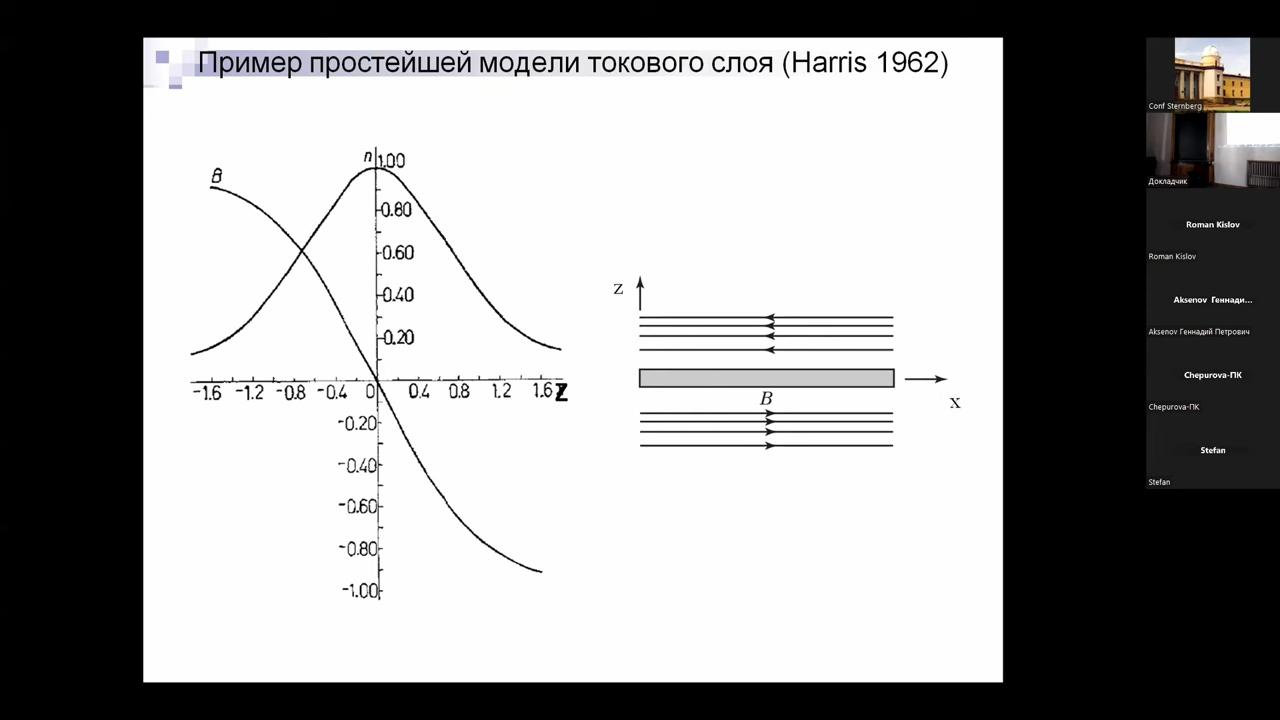 Пример простейшей модели токового слоя (Harris 1962)
n
1.00
B
0.80
0.60
0.40
0.20
-1.6 -1.2 -0.8 -0.4 0 0.4 0.8 1.2 1.6 Z
-0.20
-0.40
-0.60
-0.80
-1.00
z
B
x
Conf Sternberg
Докладчик
Roman Kislov
Roman Kislov
Aksenov Геннади...
Aksenov Геннадий Петрович
Chepurova-ПК
Chepurova-ПК
Stefan
Stefan